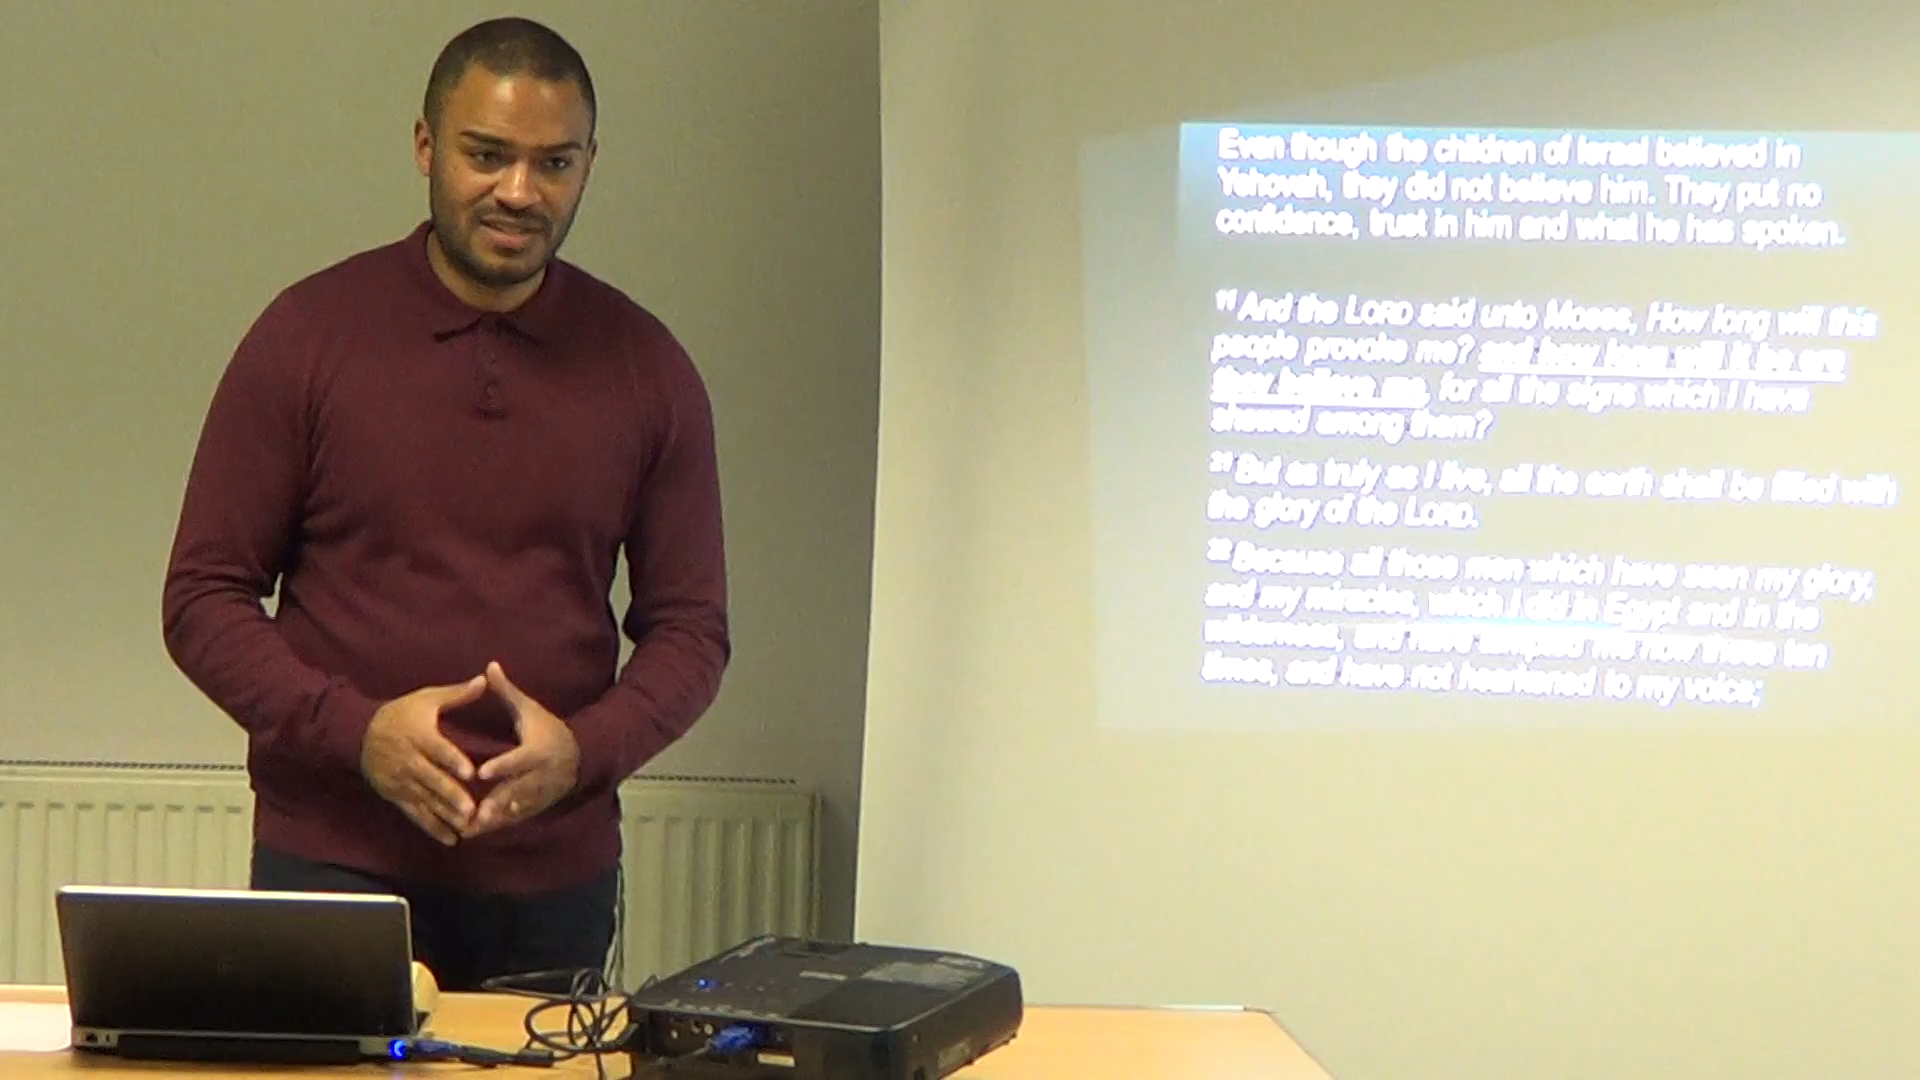 Even though the children of Israel believed in
Yehovah, they did not believe him. They put no
confidence, trust in him and what he has spoken.
11 And the LORD said unto Moses, How long will this
people provoke me? and how long will it be ere
they believe me, for all the signs which I have
shewed among them?
21 But as truly as I live, all the earth shall be filled with
the glory of the LORD.
22 Because all those men which have seen my glory,
and my miracles, which I did in Egypt and in the
wilderness, and have tempted me now these ten
times, and have not hearkened to my voice;